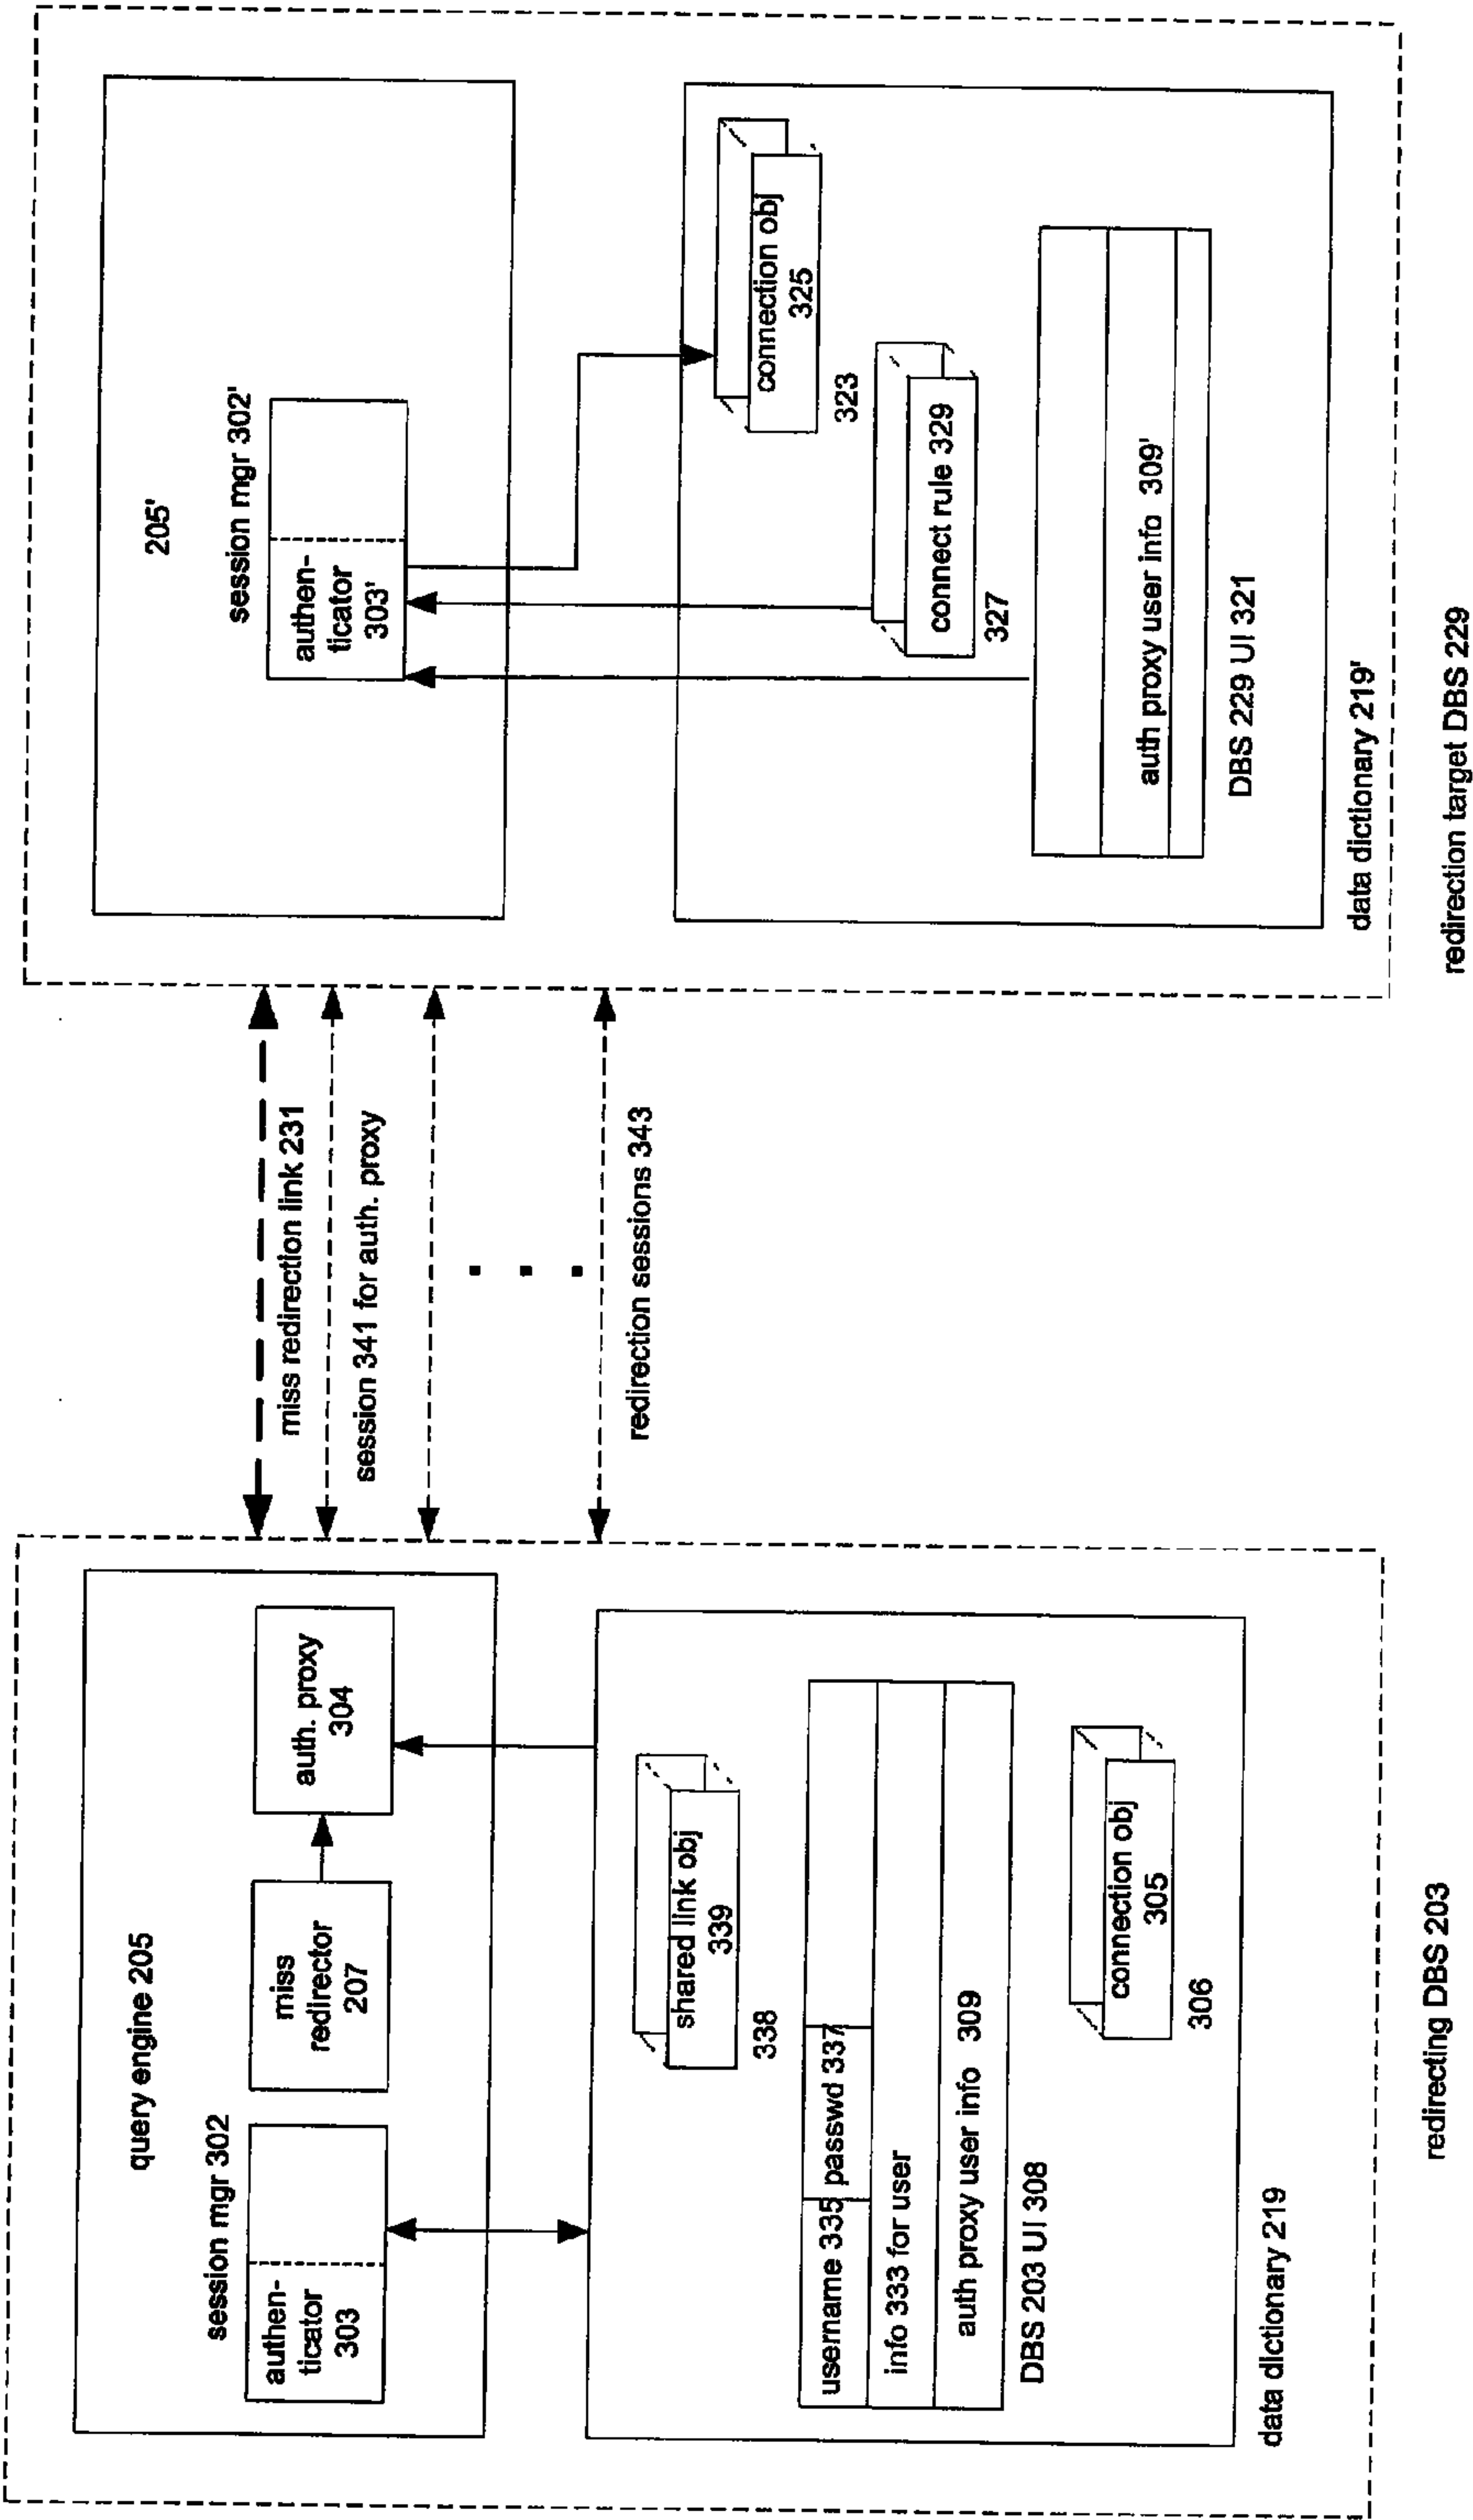 query engine 205
session mgr 302
authen-
ticator
303
miss
redirector
207
auth. proxy
304
shared link obj
339
338
username 335
passwd 337
info 333 for user
auth proxy user info 309
DBS 203 UI 308
connection obj
305
306
data dictionary 219
redirecting DBS 203
miss redirection link 231
session 341 for auth. proxy
. . .
redirection sessions 343
205'
session mgr 302'
authen-
ticator
303'
connection obj
325
323
connect rule 329
327
auth proxy user info 309'
DBS 229 UI 321
data dictionary 219'
redirection target DBS 229